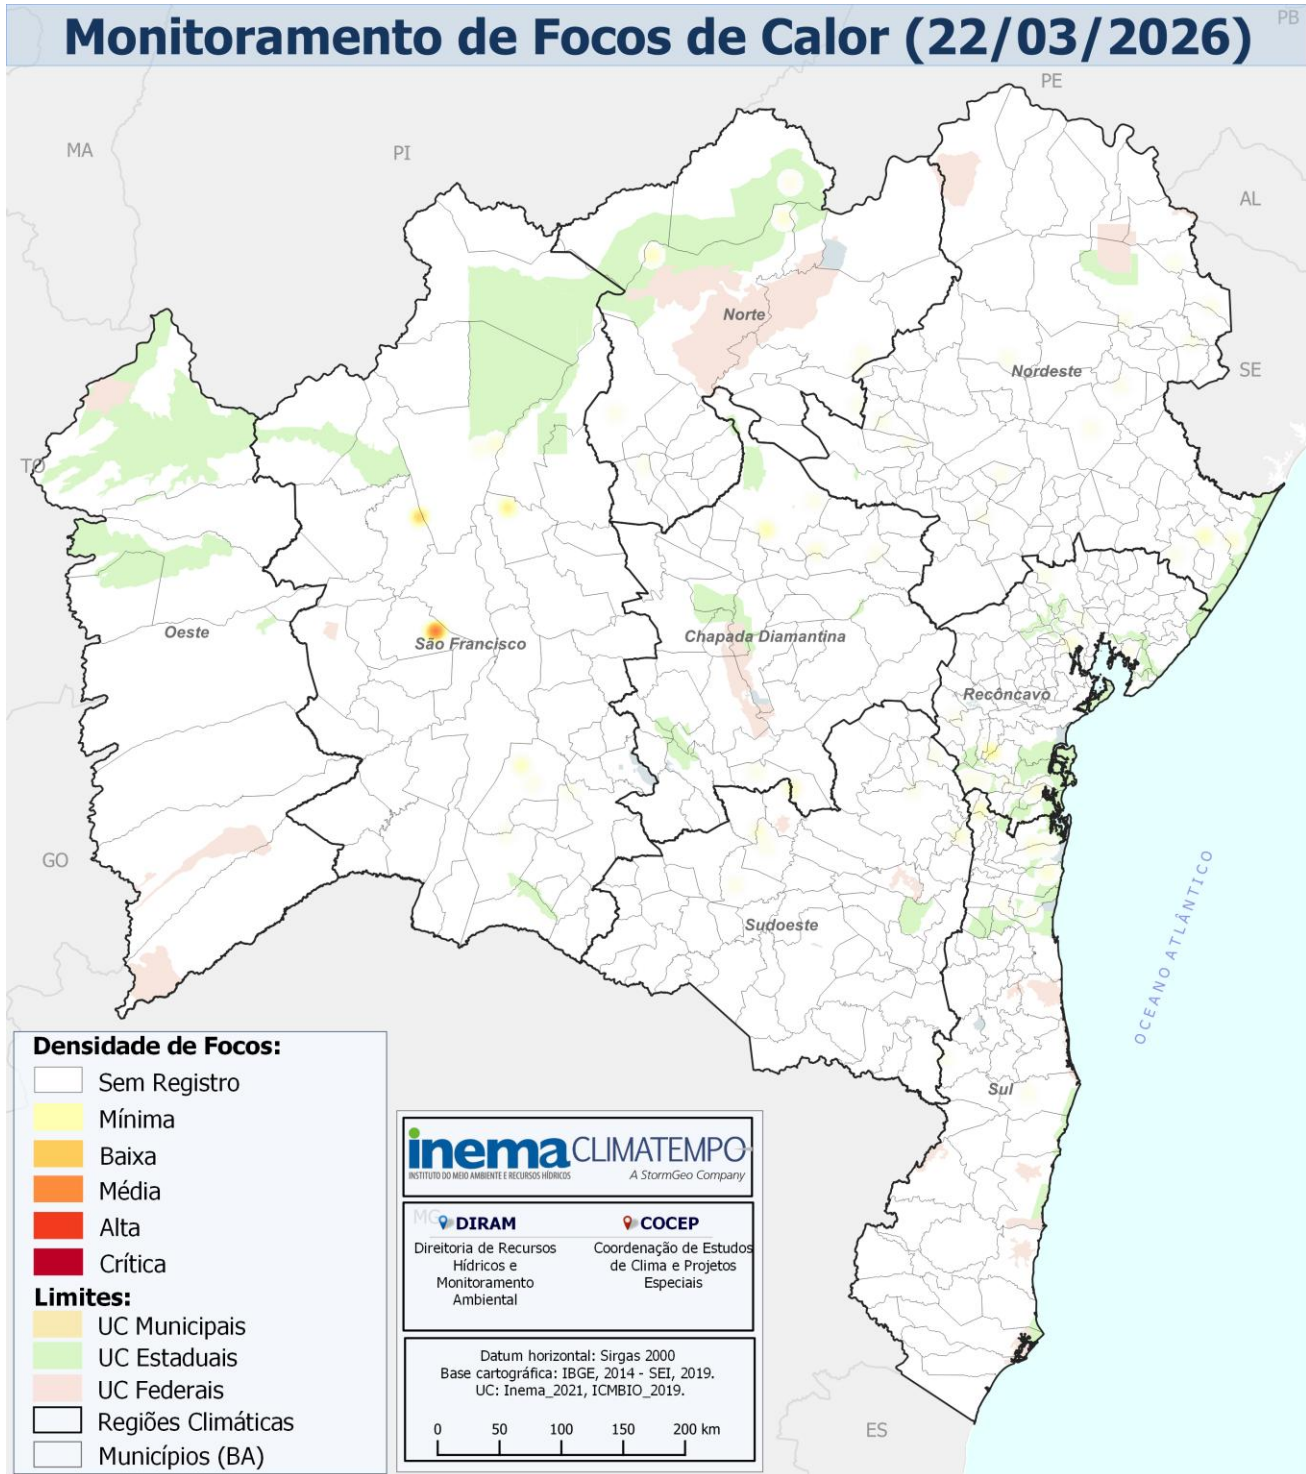 Monitoramento de Focos de Calor (22/03/2026)
PB
PE
MA
PI
AL
Norte
Nordeste
SE
TO
Oeste
São Francisco
Chapada Diamantina
Recôncavo
GO
Sudoeste
OCEANO ATLÂNTICO
Sul
Densidade de Focos:
Sem Registro
Mínima
Baixa
Média
Alta
Crítica
Limites:
UC Municipais
UC Estaduais
UC Federais
Regiões Climáticas
Municípios (BA)
inema
INSTITUTO DO MEIO AMBIENTE E RECURSOS HÍDRICOS
CLIMATEMPO
A StormGeo Company
MG
DIRAM
Direitoria de Recursos
Hídricos e
Monitoramento
Ambiental
COCEP
Coordenação de Estudos
de Clima e Projetos
Especiais
Datum horizontal: Sirgas 2000
Base cartográfica: IBGE, 2014 - SEI, 2019.
UC: Inema_2021, ICMBIO_2019.
0 50 100 150 200 km
ES